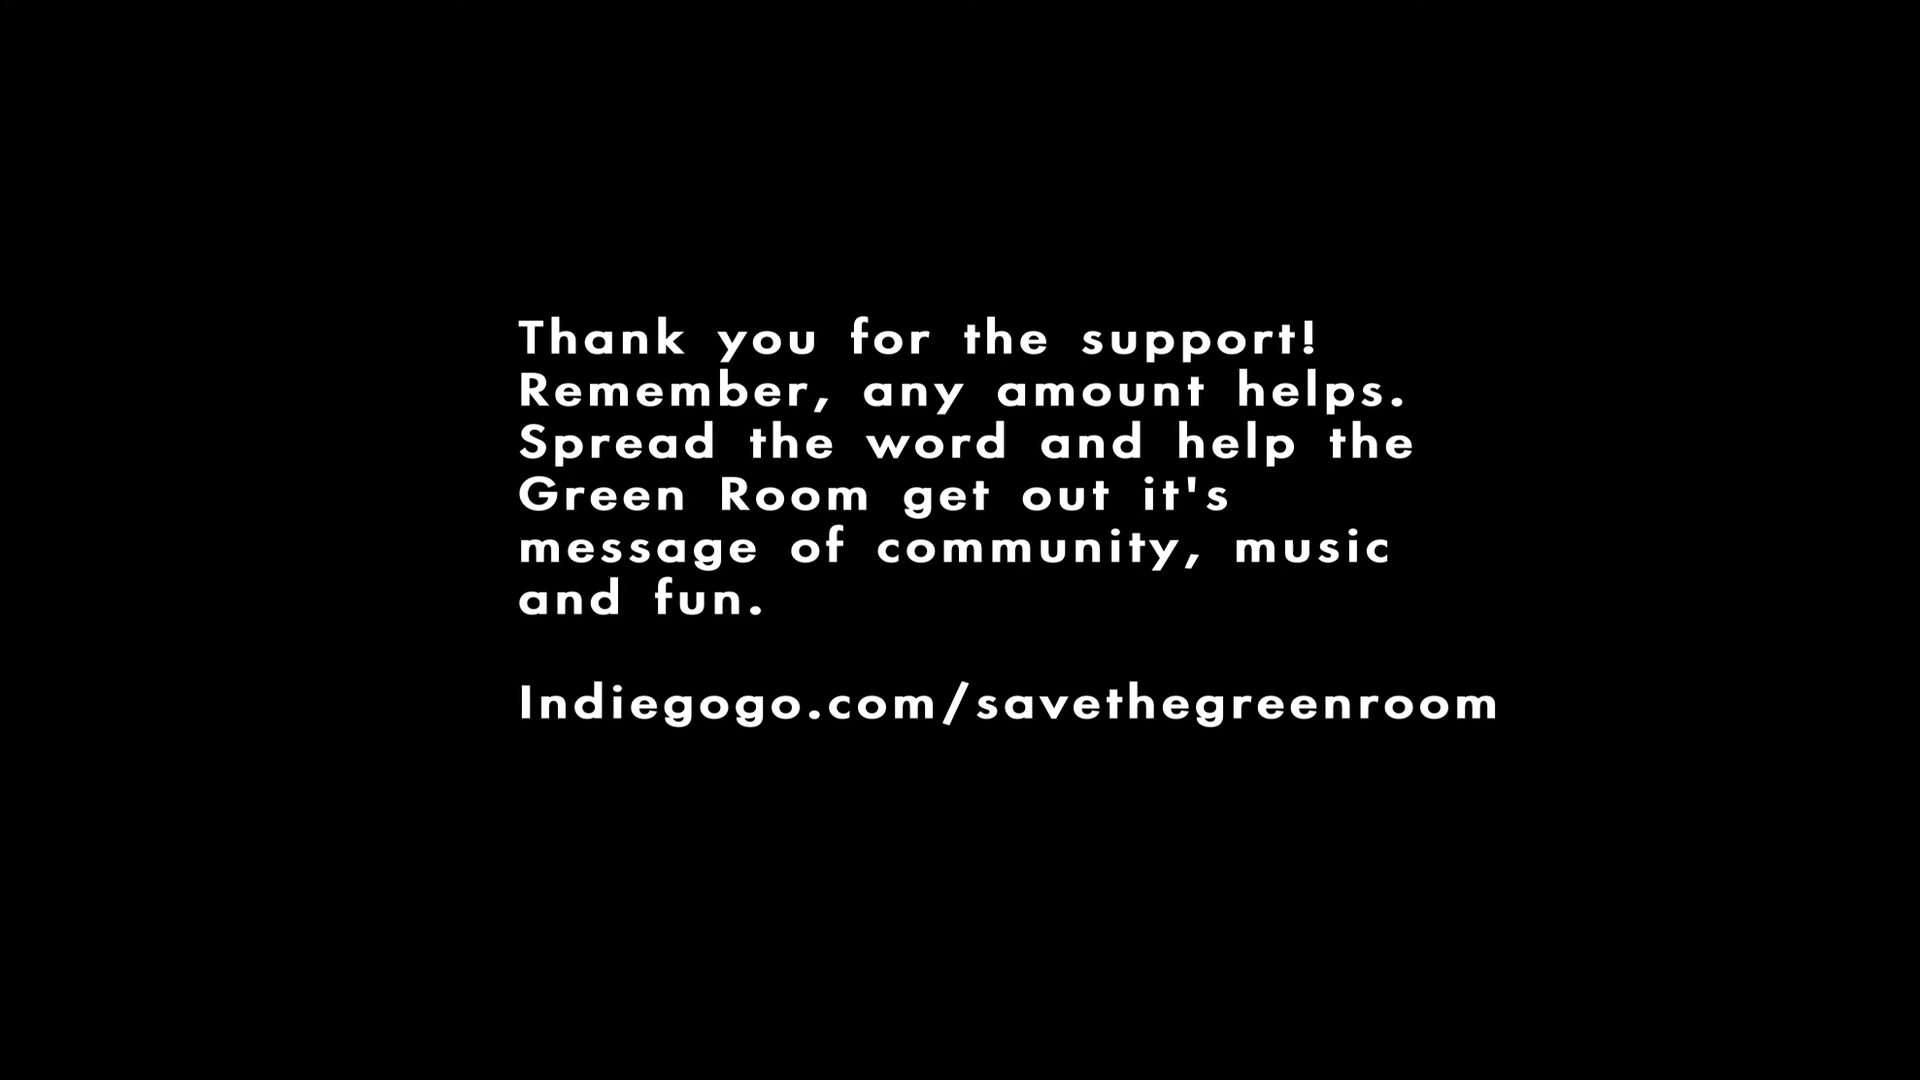 Thank you for the support!
Remember, any amount helps.
Spread the word and help the
Green Room get out it's
message of community, music
and fun.
Indiegogo.com/savethegreenroom